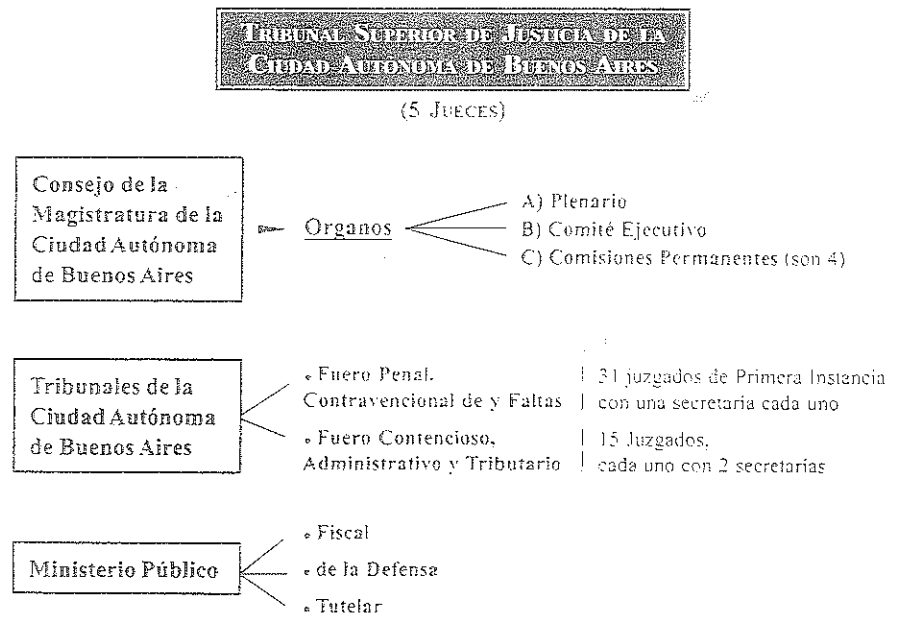 TRIBUNAL SUPERIOR DE JUSTICIA DE LA
CIUDAD AUTONOMA DE BUENOS AIRES
(5 JUECES)
Consejo de la
Magistratura de la
Ciudad Autónoma
de Buenos Aires
Organos
A) Plenario
B) Comité Ejecutivo
C) Comisiones Permanentes (son 4)
Tribunales de la
Ciudad Autónoma
de Buenos Aires
• Fuero Penal.
Contravencional de y Faltas
31 juzgados de Primera Instancia
con una secretaria cada uno
• Fuero Contencioso,
Administrativo y Tributario
15 Juzgados,
cada uno con 2 secretarías
Ministerio Público
• Fiscal
• de la Defensa
• Tutelar